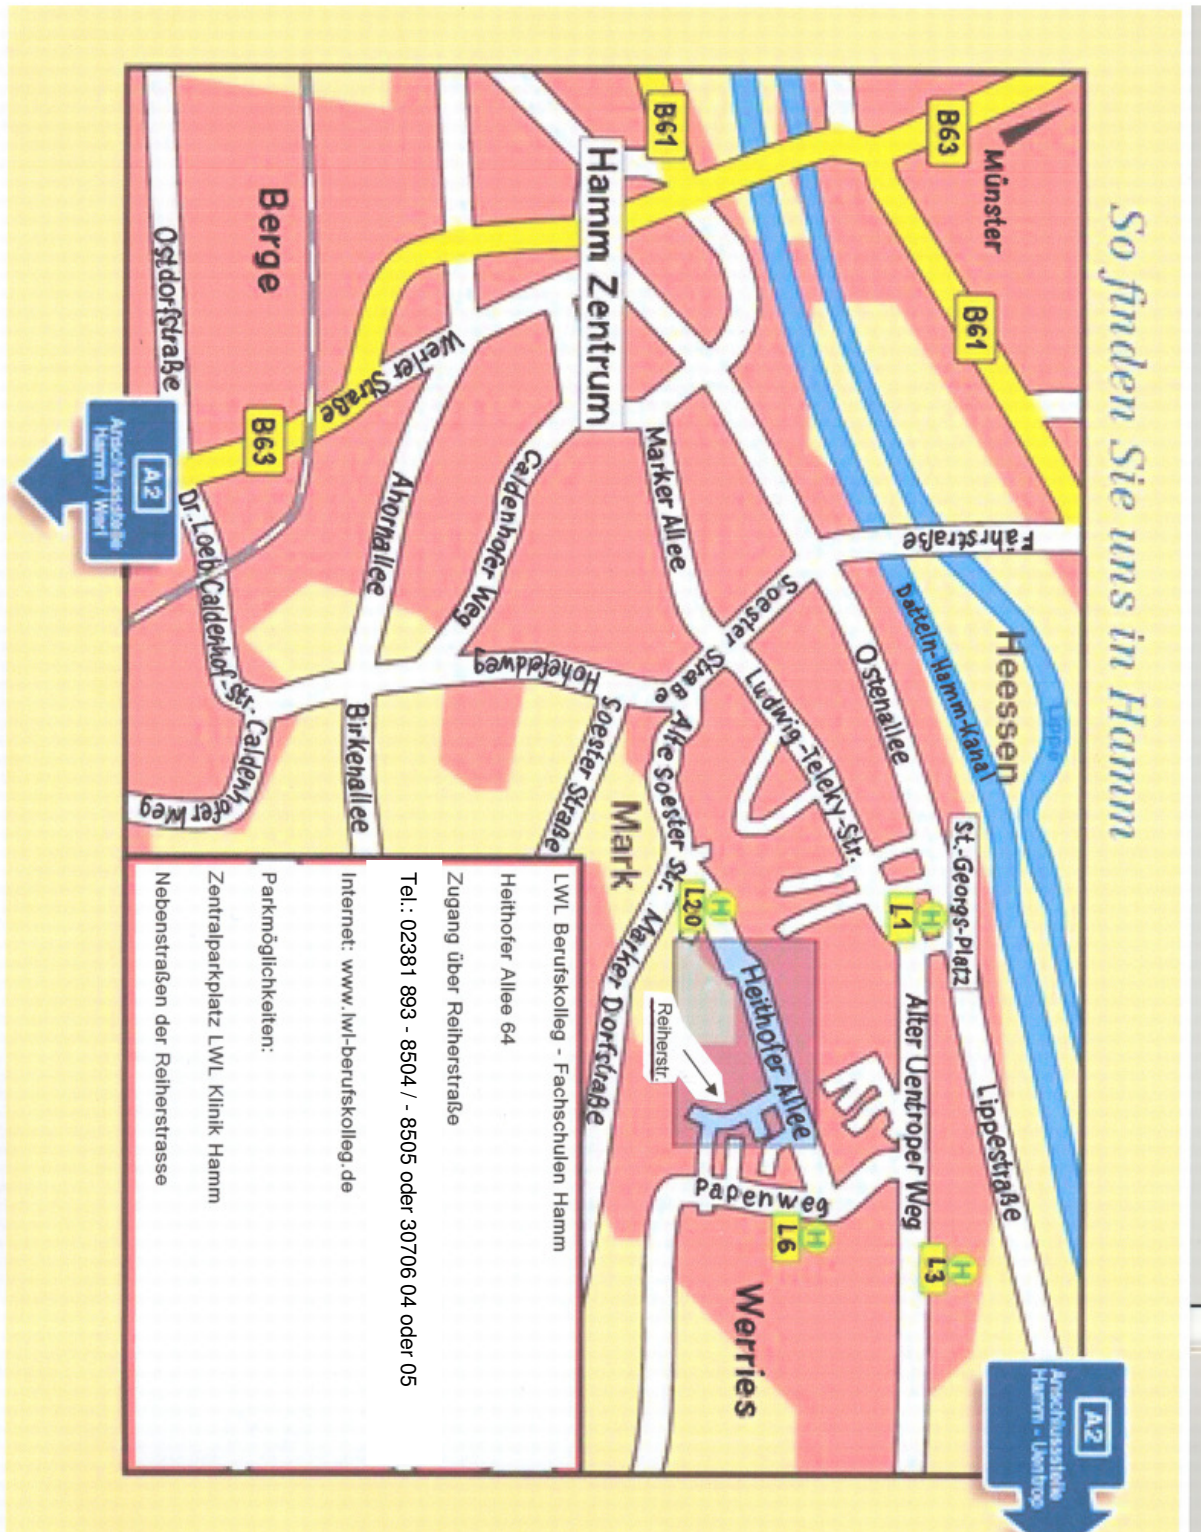 So finden Sie uns in Hamm
Münster
B63
B61
B61
Hamm Zentrum
Berge
Ostdorfstraße
Werler Straße
B63
A2
Anschlussstelle
Hamm / Werl
Dr.Loeb-Caldenhof-Str.
Caldenhofer Weg
Ahornallee
Caldenhofer Weg
Marker Allee
Fährstraße
Soester Straße
Hohefeldweg
Birkenallee
Soester Straße
Alte Soester Str.
Mark
Ludwig-Teleky-Str.
Ostenallee
Datteln-Hamm-Kanal
Heessen
Lippe
St.-Georgs-Platz
L1
H
L20
H
Heithofer Allee
Marker Dorfstraße
Reiherstr.
Alter Uentroper Weg
Lippestraße
Papenweg
L6
H
L3
H
Werries
A2
Anschlussstelle
Hamm - Uentrop
LWL Berufskolleg - Fachschulen Hamm
Heithofer Allee 64
Zugang über Reiherstraße
Tel.: 02381 893 - 8504 / - 8505 oder 30706 04 oder 05
Internet: www.lwl-berufskolleg.de
Parkmöglichkeiten:
Zentralparkplatz LWL Klinik Hamm
Nebenstraßen der Reiherstrasse